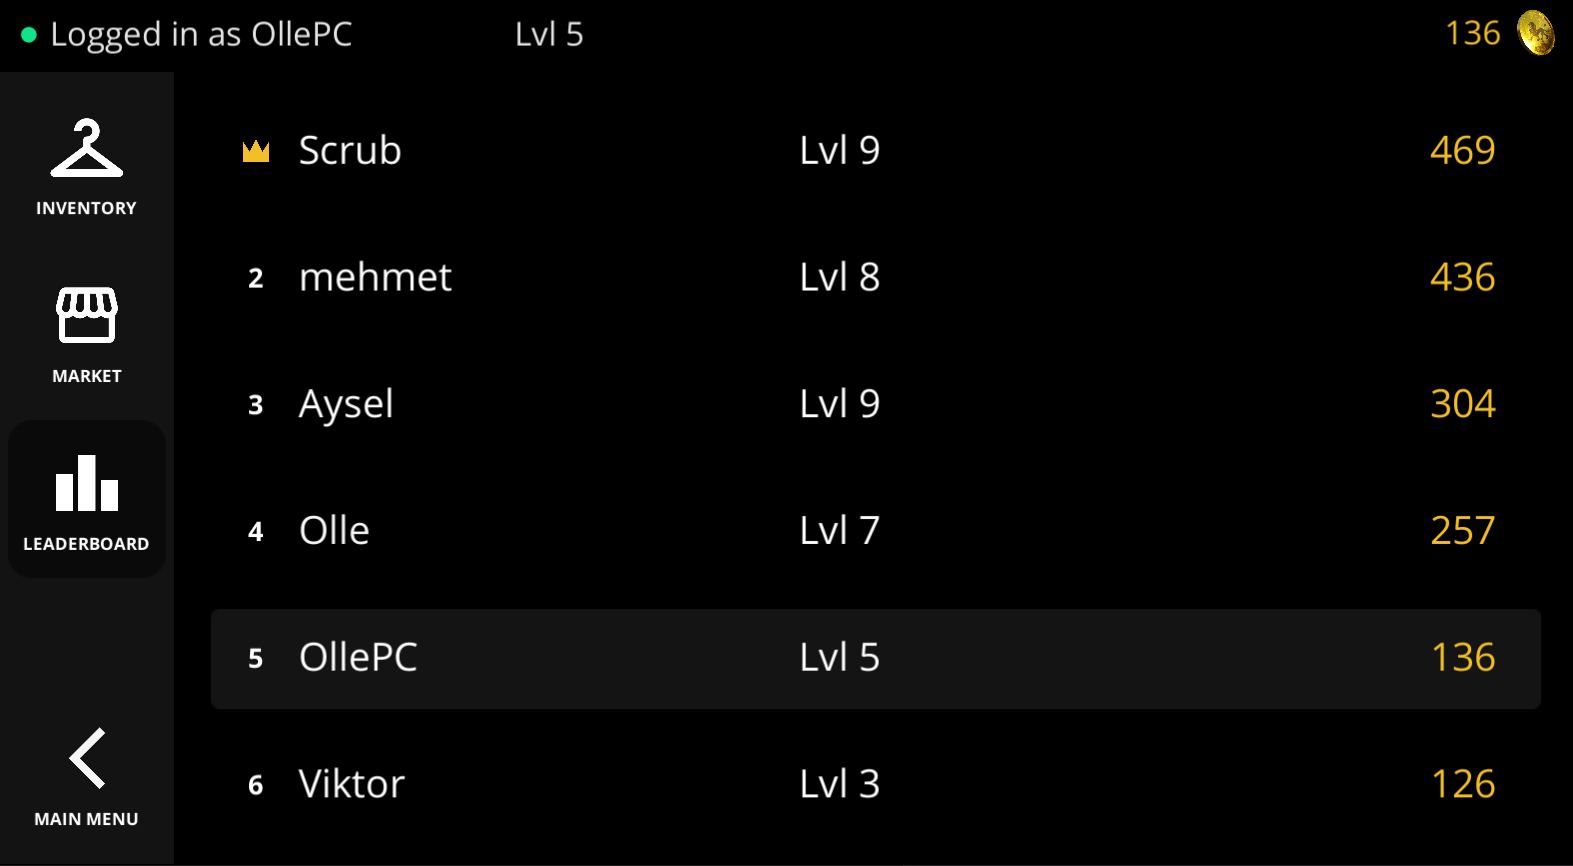 Logged in as OllePC Lvl 5 136
INVENTORY
MARKET
LEADERBOARD
MAIN MENU
Scrub Lvl 9 469
2 mehmet Lvl 8 436
3 Aysel Lvl 9 304
4 Olle Lvl 7 257
5 OllePC Lvl 5 136
6 Viktor Lvl 3 126